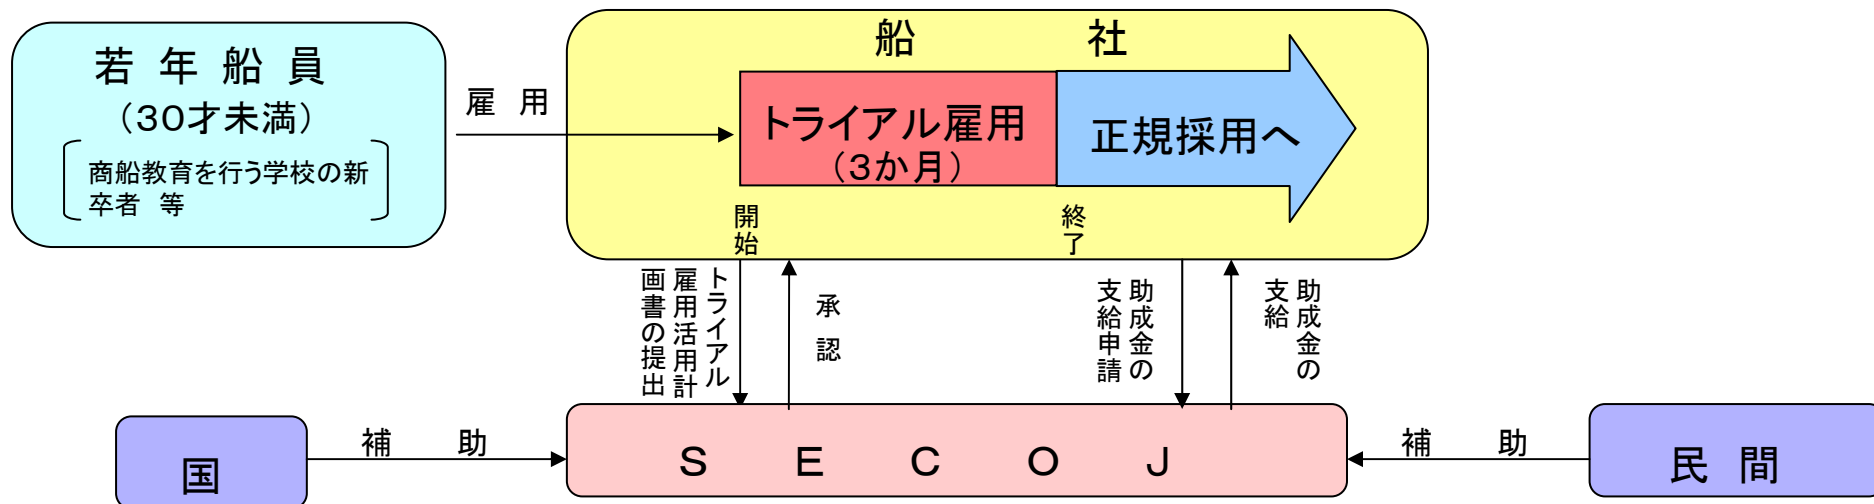 若年船員
（30才未満）
商船教育を行う学校の新
卒者 等
雇用
船社
トライアル雇用
（3か月）
正規採用へ
開始
終了
トライアル
雇用活用計
画書の提出
承認
助成金の
支給申請
助成金の
支給
国
補助
SECOJ
補助
民間